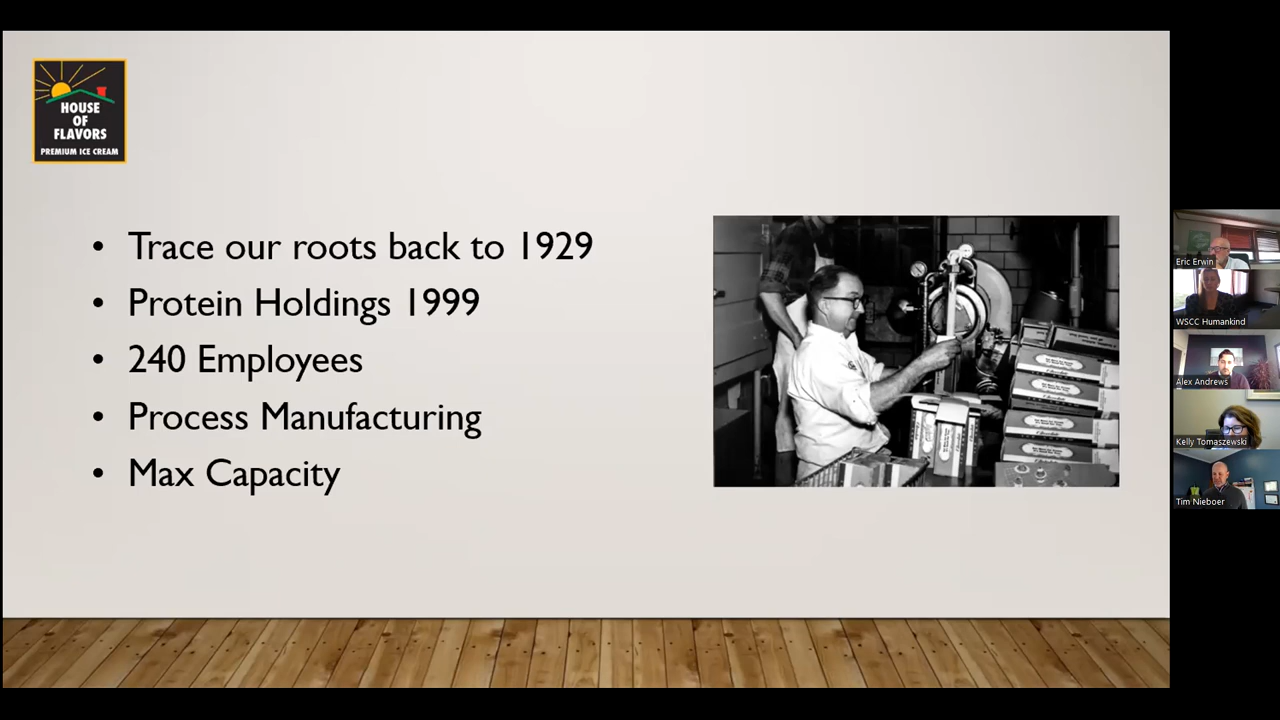 HOUSE
OF
FLAVORS
PREMIUM ICE CREAM
• Trace our roots back to 1929
• Protein Holdings 1999
• 240 Employees
• Process Manufacturing
• Max Capacity
Eric Erwin
WSCC Humankind
Alex Andrews
Kelly Tomaszewski
Tim Nieboer